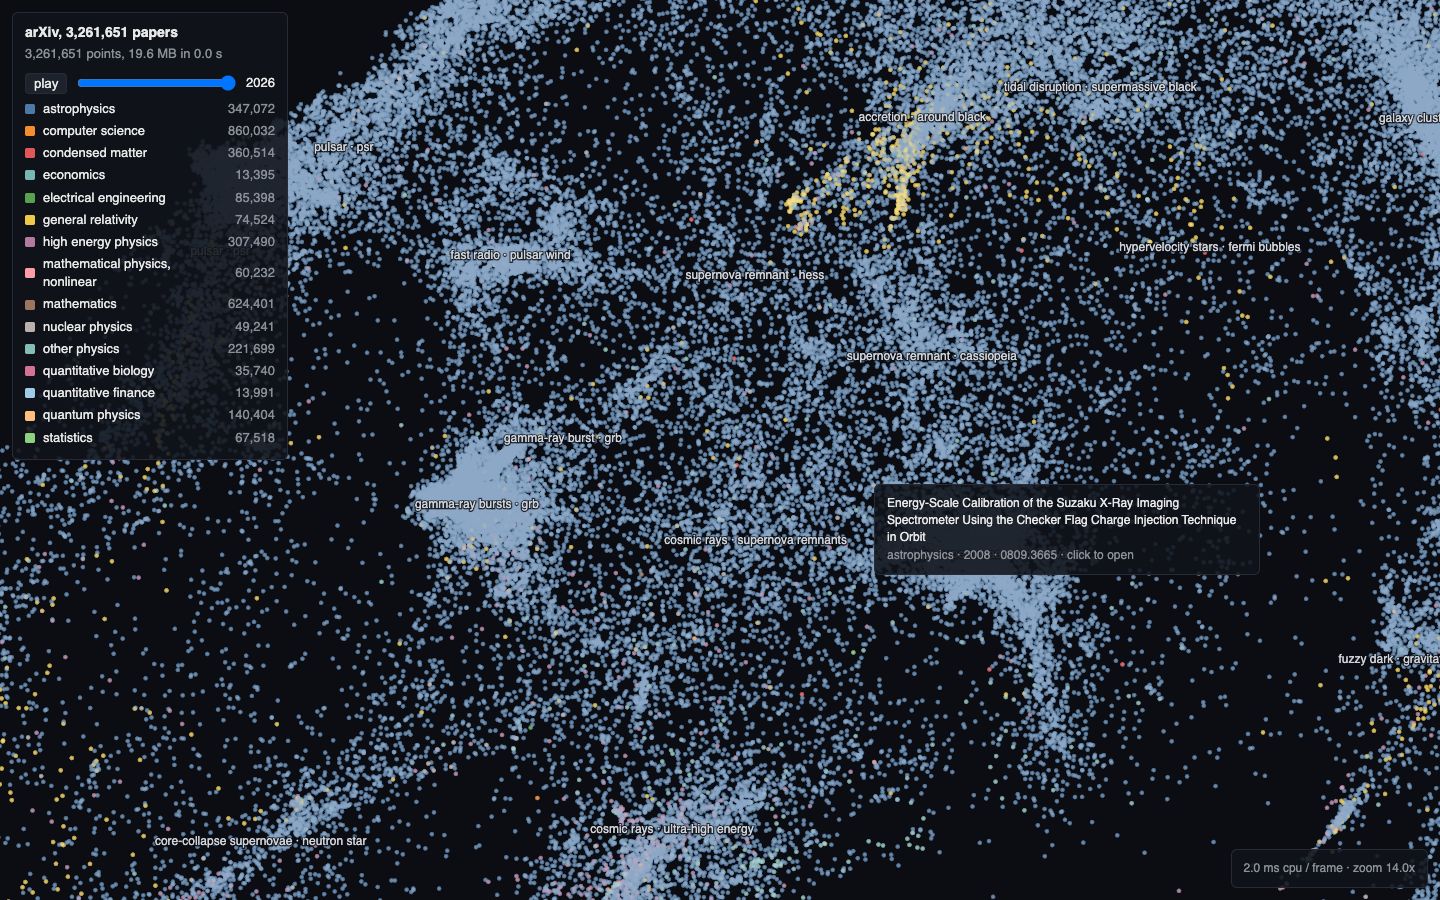 arXiv, 3,261,651 papers
3,261,651 points, 19.6 MB in 0.0 s
play 2026
astrophysics 347,072
computer science 860,032
condensed matter 360,514
economics 13,395
electrical engineering 85,398
general relativity 74,524
high energy physics 307,490
mathematical physics,
nonlinear 60,232
mathematics 624,401
nuclear physics 49,241
other physics 221,699
quantitative biology 35,740
quantitative finance 13,991
quantum physics 140,404
statistics 67,518
tidal disruption · supermassive black
accretion · around black
galaxy clust
pulsar · psr
pulsar · psr
hypervelocity stars · fermi bubbles
fast radio · pulsar wind
supernova remnant · hess
supernova remnant · cassiopeia
gamma-ray burst · grb
gamma-ray bursts · grb
Energy-Scale Calibration of the Suzaku X-Ray Imaging
Spectrometer Using the Checker Flag Charge Injection Technique
in Orbit
astrophysics · 2008 · 0809.3665 · click to open
cosmic rays · supernova remnants
fuzzy dark · gravitat
cosmic rays · ultra-high energy
core-collapse supernovae · neutron star
2.0 ms cpu / frame · zoom 14.0x